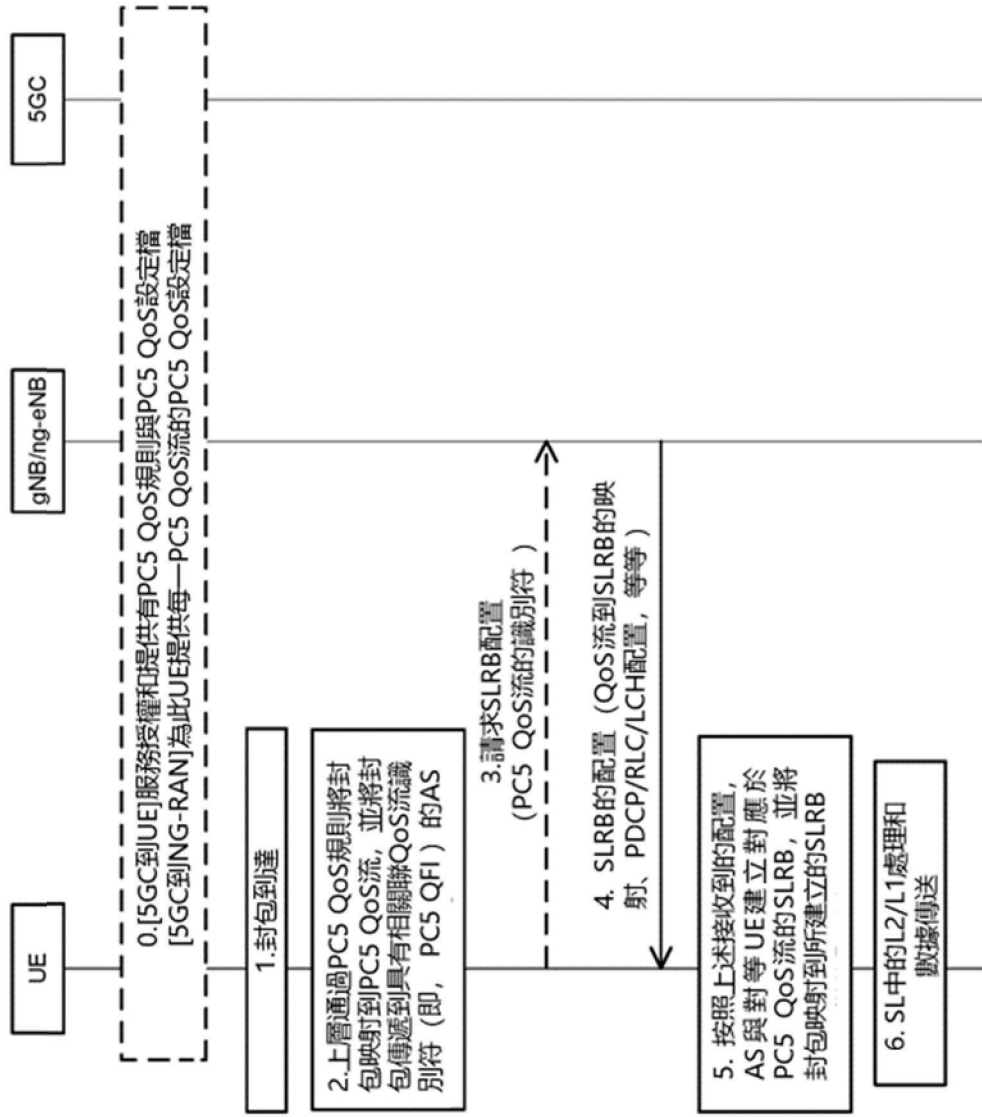 UE
gNB/ng-eNB
5GC
0.[5GC到UE]服務授權和提供有PC5 QoS規則與PC5 QoS設定檔
[5GC到NG-RAN]為此UE提供每一PC5 QoS流的PC5 QoS設定檔
1.封包到達
2.上層通過PC5 QoS規則將封
包映射到PC5 QoS流，並將封
包傳遞到具有相關聯QoS流識
別符（即，PC5 QFI）的AS
3.請求SLRB配置
(PC5 QoS流的識別符 )
4. SLRB的配置（QoS流到SLRB的映
射、PDCP/RLC/LCH配置，等等）
5. 按照上述接收到的配置，
AS與對等UE建立對應於
PC5 QoS流的SLRB，並將
封包映射到所建立的SLRB
6. SL中的L2/L1處理和
數據傳送